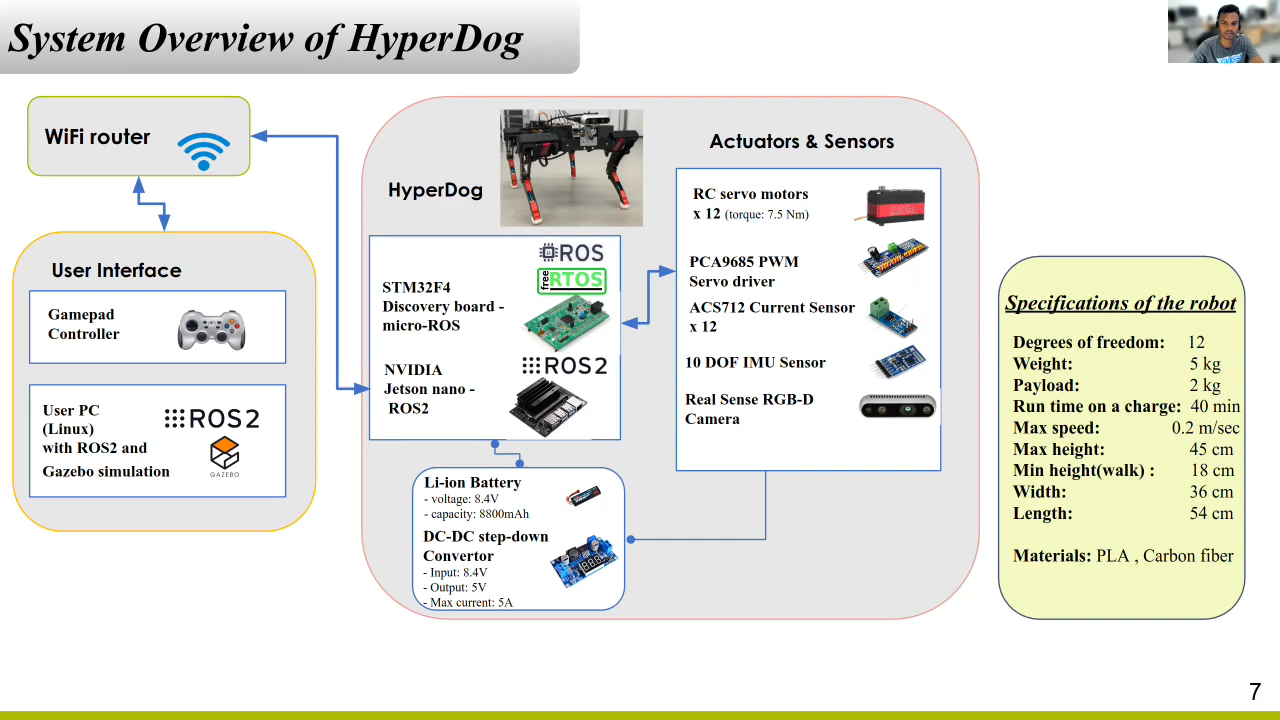 System Overview of HyperDog
WiFi router
User Interface
Gamepad
Controller
User PC
(Linux)
with ROS2 and
Gazebo simulation
ROS2
GAZEBO
HyperDog
STM32F4
Discovery board -
micro-ROS
ROS
free RTOS
NVIDIA
Jetson nano -
ROS2
ROS2
Li-ion Battery
- voltage: 8.4V
- capacity: 8800mAh
DC-DC step-down
Convertor
- Input: 8.4V
- Output: 5V
- Max current: 5A
Actuators & Sensors
RC servo motors
x 12 (torque: 7.5 Nm)
PCA9685 PWM
Servo driver
ACS712 Current Sensor
x 12
10 DOF IMU Sensor
Real Sense RGB-D
Camera
Specifications of the robot
Degrees of freedom: 12
Weight: 5 kg
Payload: 2 kg
Run time on a charge: 40 min
Max speed: 0.2 m/sec
Max height: 45 cm
Min height(walk) : 18 cm
Width: 36 cm
Length: 54 cm
Materials: PLA , Carbon fiber
7